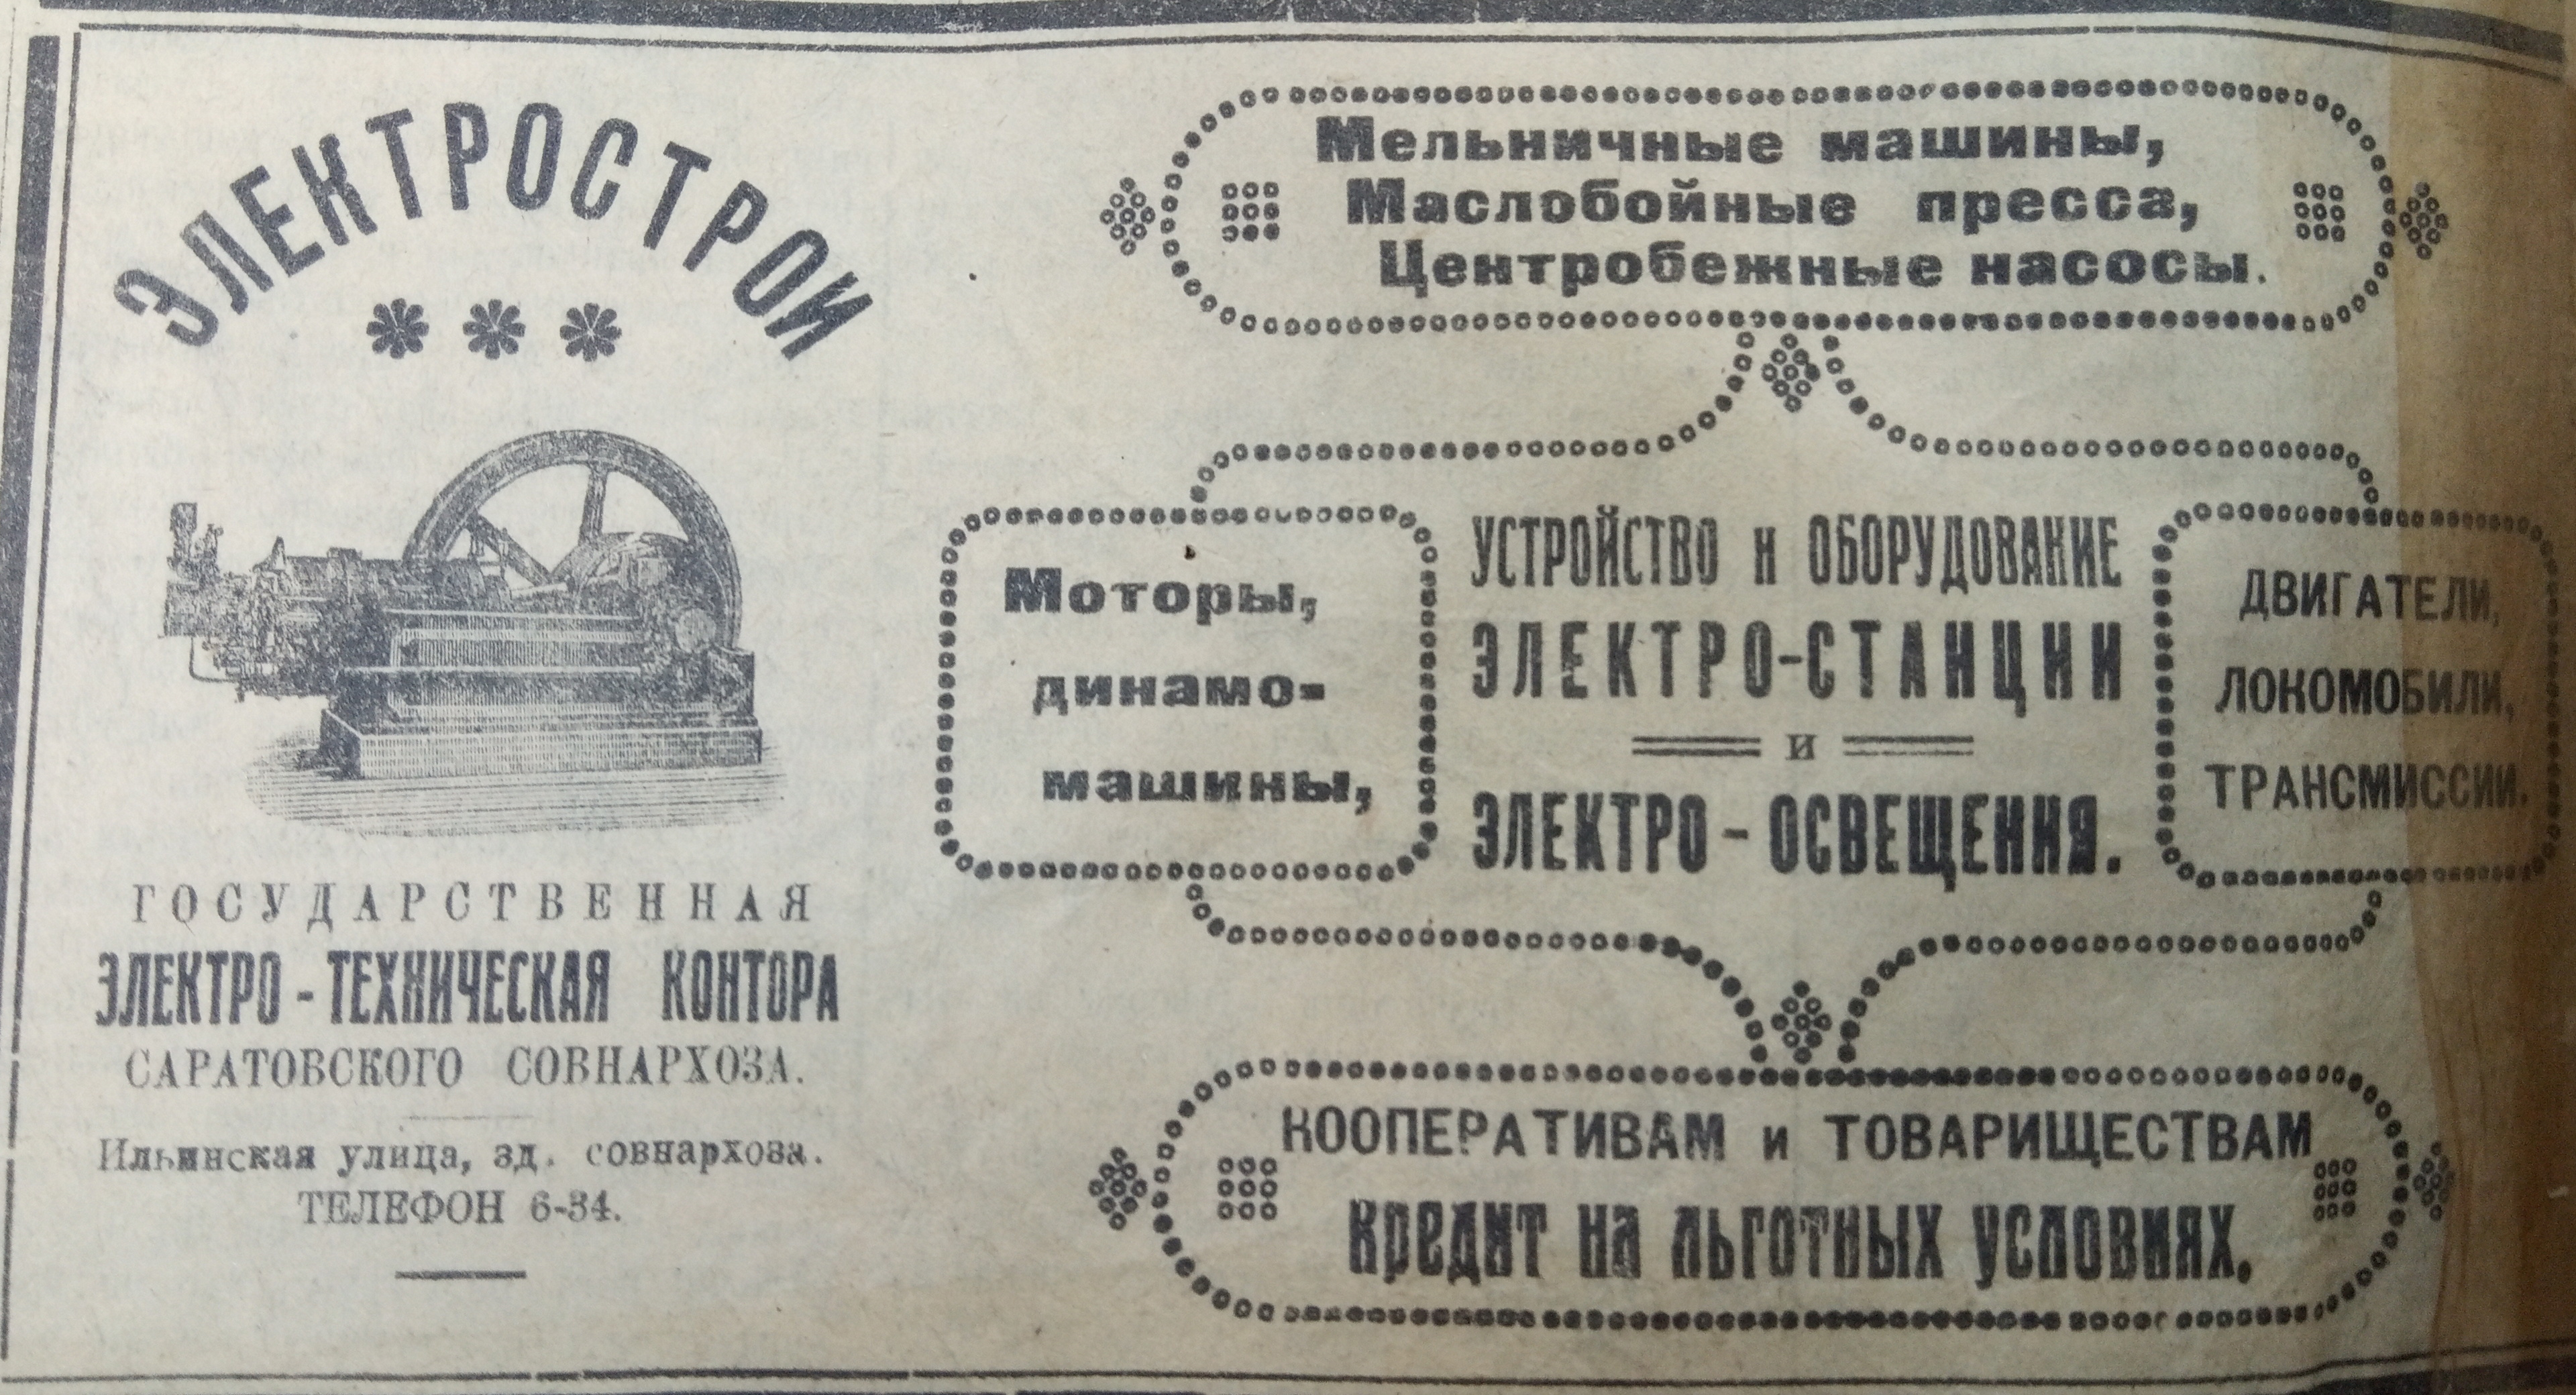 ЭЛЕКТРОСТРОЙ
ГОСУДАРСТВЕННАЯ
ЭЛЕКТРО-ТЕХНИЧЕСКАЯ КОНТОРА
САРАТОВСКОГО СОВНАРХОЗА.
Ильинская улица, зд. совнархоза.
ТЕЛЕФОН 6-34.
Мельничные машины,
Маслобойные пресса,
Центробежные насосы.
Моторы,
динамо-
машины,
УСТРОЙСТВО и ОБОРУДОВАНИЕ
ЭЛЕКТРО-СТАНЦИИ
и
ЭЛЕКТРО-ОСВЕЩЕНИЯ.
ДВИГАТЕЛИ,
ЛОКОМОБИЛИ,
ТРАНСМИССИИ.
КООПЕРАТИВАМ и ТОВАРИЩЕСТВАМ
кредит на льготных условиях.